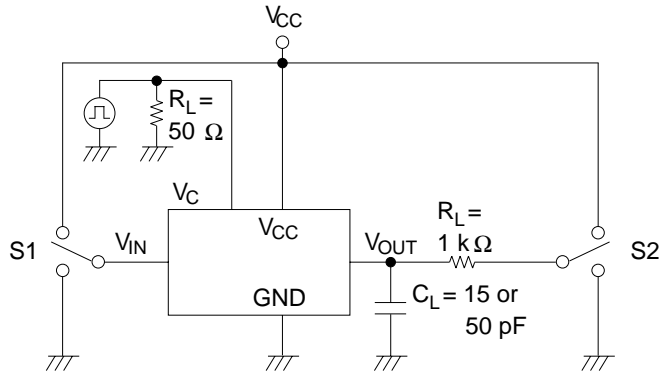 VCC
RL =
50 Ω
VC
S1
VIN
VCC
VOUT
RL =
1 kΩ
S2
GND
CL = 15 or
50 pF